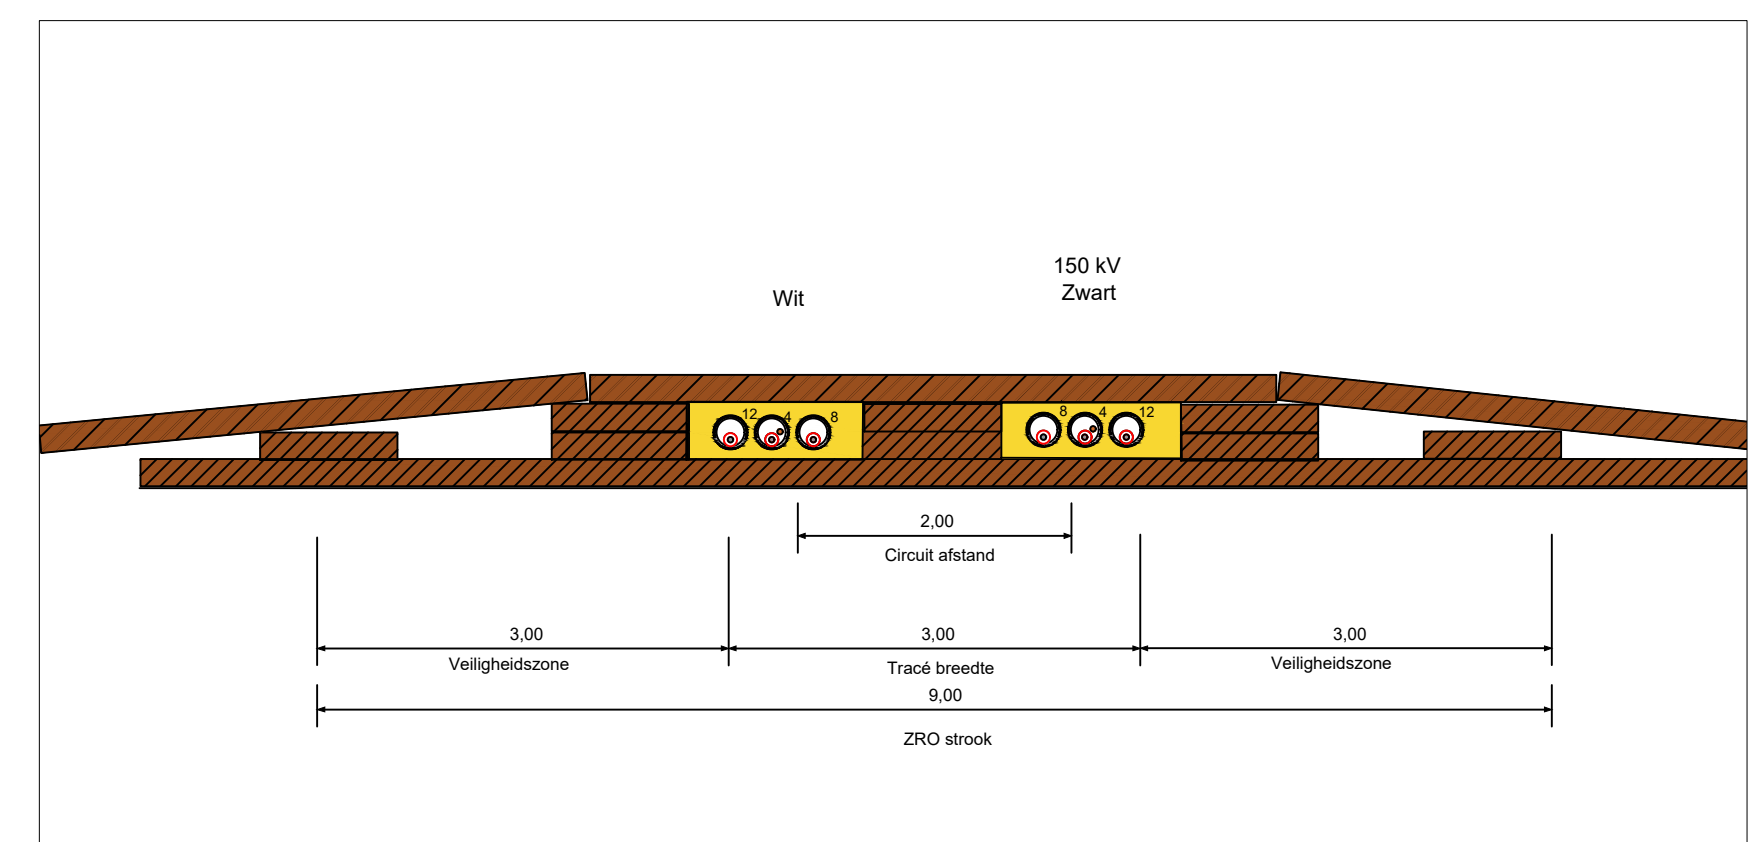 150 kV
Wit
Zwart
12 4 8
8 4 12
2,00
Circuit afstand
3,00
Veiligheidszone
3,00
Tracé breedte
3,00
Veiligheidszone
9,00
ZRO strook